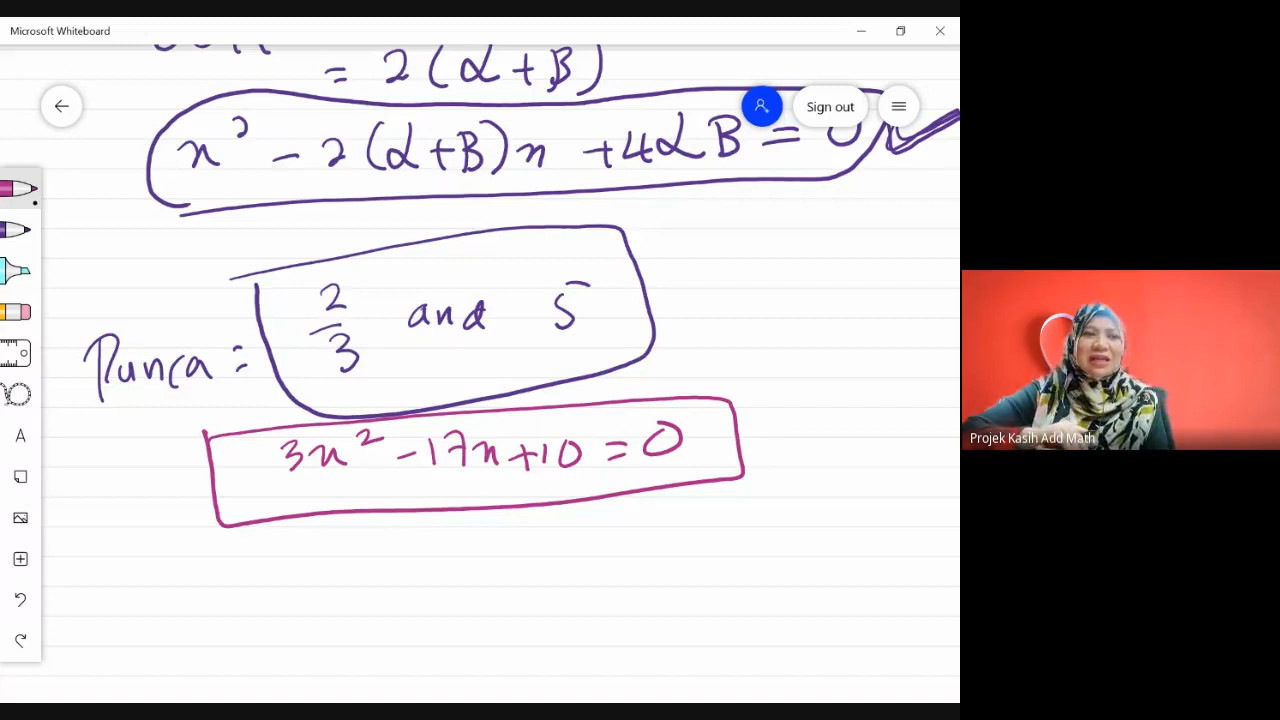 Microsoft Whiteboard
= 2(α+β)
Sign out
x² - 2(α+β)x + 4αβ = 0
2/3 and 5
Punca =
3x² - 17x + 10 = 0
Projek Kasih Add Math
A